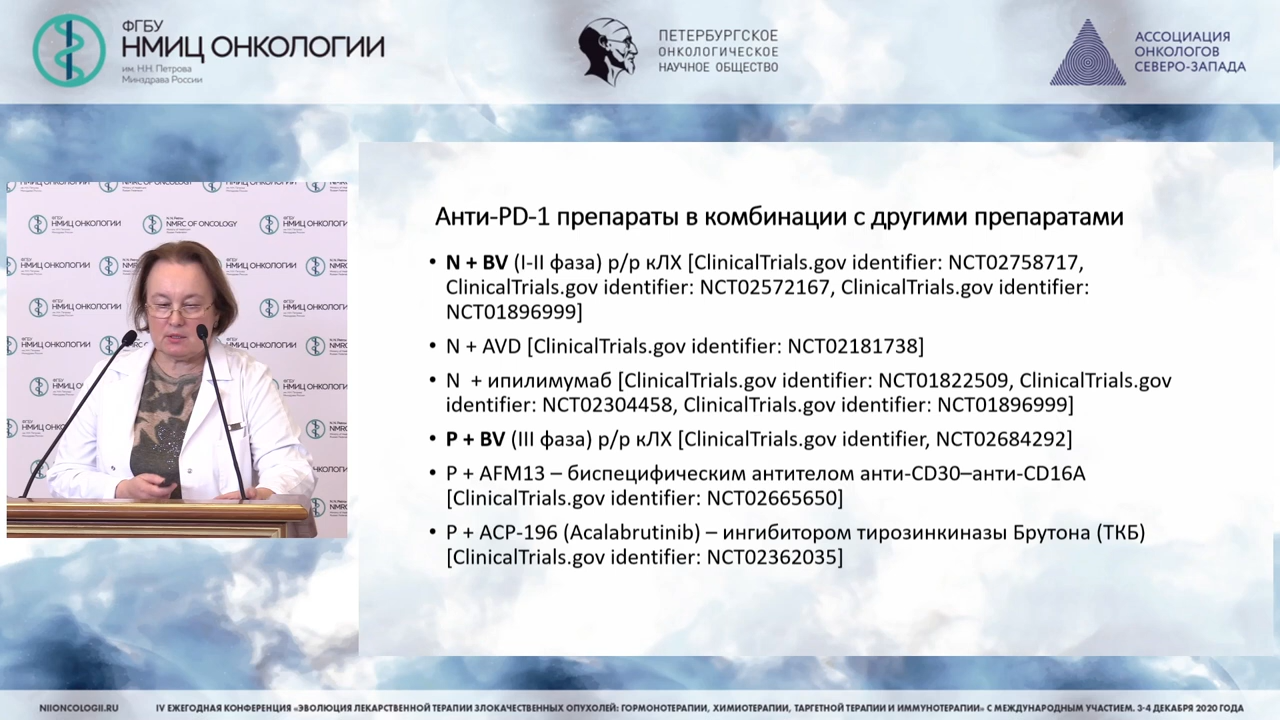 ФГБУ
НМИЦ ОНКОЛОГИИ
им. Н.Н. Петрова
Минздрава России
ПЕТЕРБУРГСКОЕ
ОНКОЛОГИЧЕСКОЕ
НАУЧНОЕ ОБЩЕСТВО
АССОЦИАЦИЯ
ОНКОЛОГОВ
СЕВЕРО-ЗАПАДА
NMRC OF ONCOLOGY
НМИЦ ОНКОЛОГИИ
Анти-PD-1 препараты в комбинации с другими препаратами
• N + BV (I-II фаза) р/р кЛХ [ClinicalTrials.gov identifier: NCT02758717,
ClinicalTrials.gov identifier: NCT02572167, ClinicalTrials.gov identifier:
NCT01896999]
• N + AVD [ClinicalTrials.gov identifier: NCT02181738]
• N + ипилимумаб [ClinicalTrials.gov identifier: NCT01822509, ClinicalTrials.gov
identifier: NCT02304458, ClinicalTrials.gov identifier: NCT01896999]
• P + BV (III фаза) р/р кЛХ [ClinicalTrials.gov identifier, NCT02684292]
• P + AFM13 – биспецифическим антителом анти-CD30–анти-CD16A
[ClinicalTrials.gov identifier: NCT02665650]
• P + ACP-196 (Acalabrutinib) – ингибитором тирозинкиназы Брутона (ТКБ)
[ClinicalTrials.gov identifier: NCT02362035]
NIIONCOLOGII.RU
IV ЕЖЕГОДНАЯ КОНФЕРЕНЦИЯ «ЭВОЛЮЦИЯ ЛЕКАРСТВЕННОЙ ТЕРАПИИ ЗЛОКАЧЕСТВЕННЫХ ОПУХОЛЕЙ: ГОРМОНОТЕРАПИИ, ХИМИОТЕРАПИИ, ТАРГЕТНОЙ ТЕРАПИИ И ИММУНОТЕРАПИИ» С МЕЖДУНАРОДНЫМ УЧАСТИЕМ. 3-4 ДЕКАБРЯ 2020 ГОДА